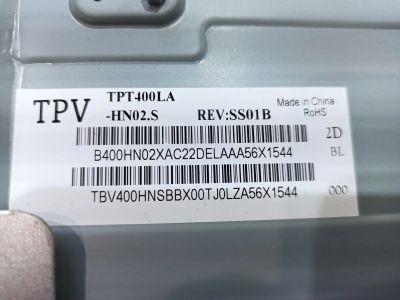 TPV TPT400LA
-HN02.S REV:SS01B
Made in China
RoHS
2D
B400HN02XAC22DELAAA56X1544 BL
TBV400HNSBBX00TJ0LZA56X1544 000